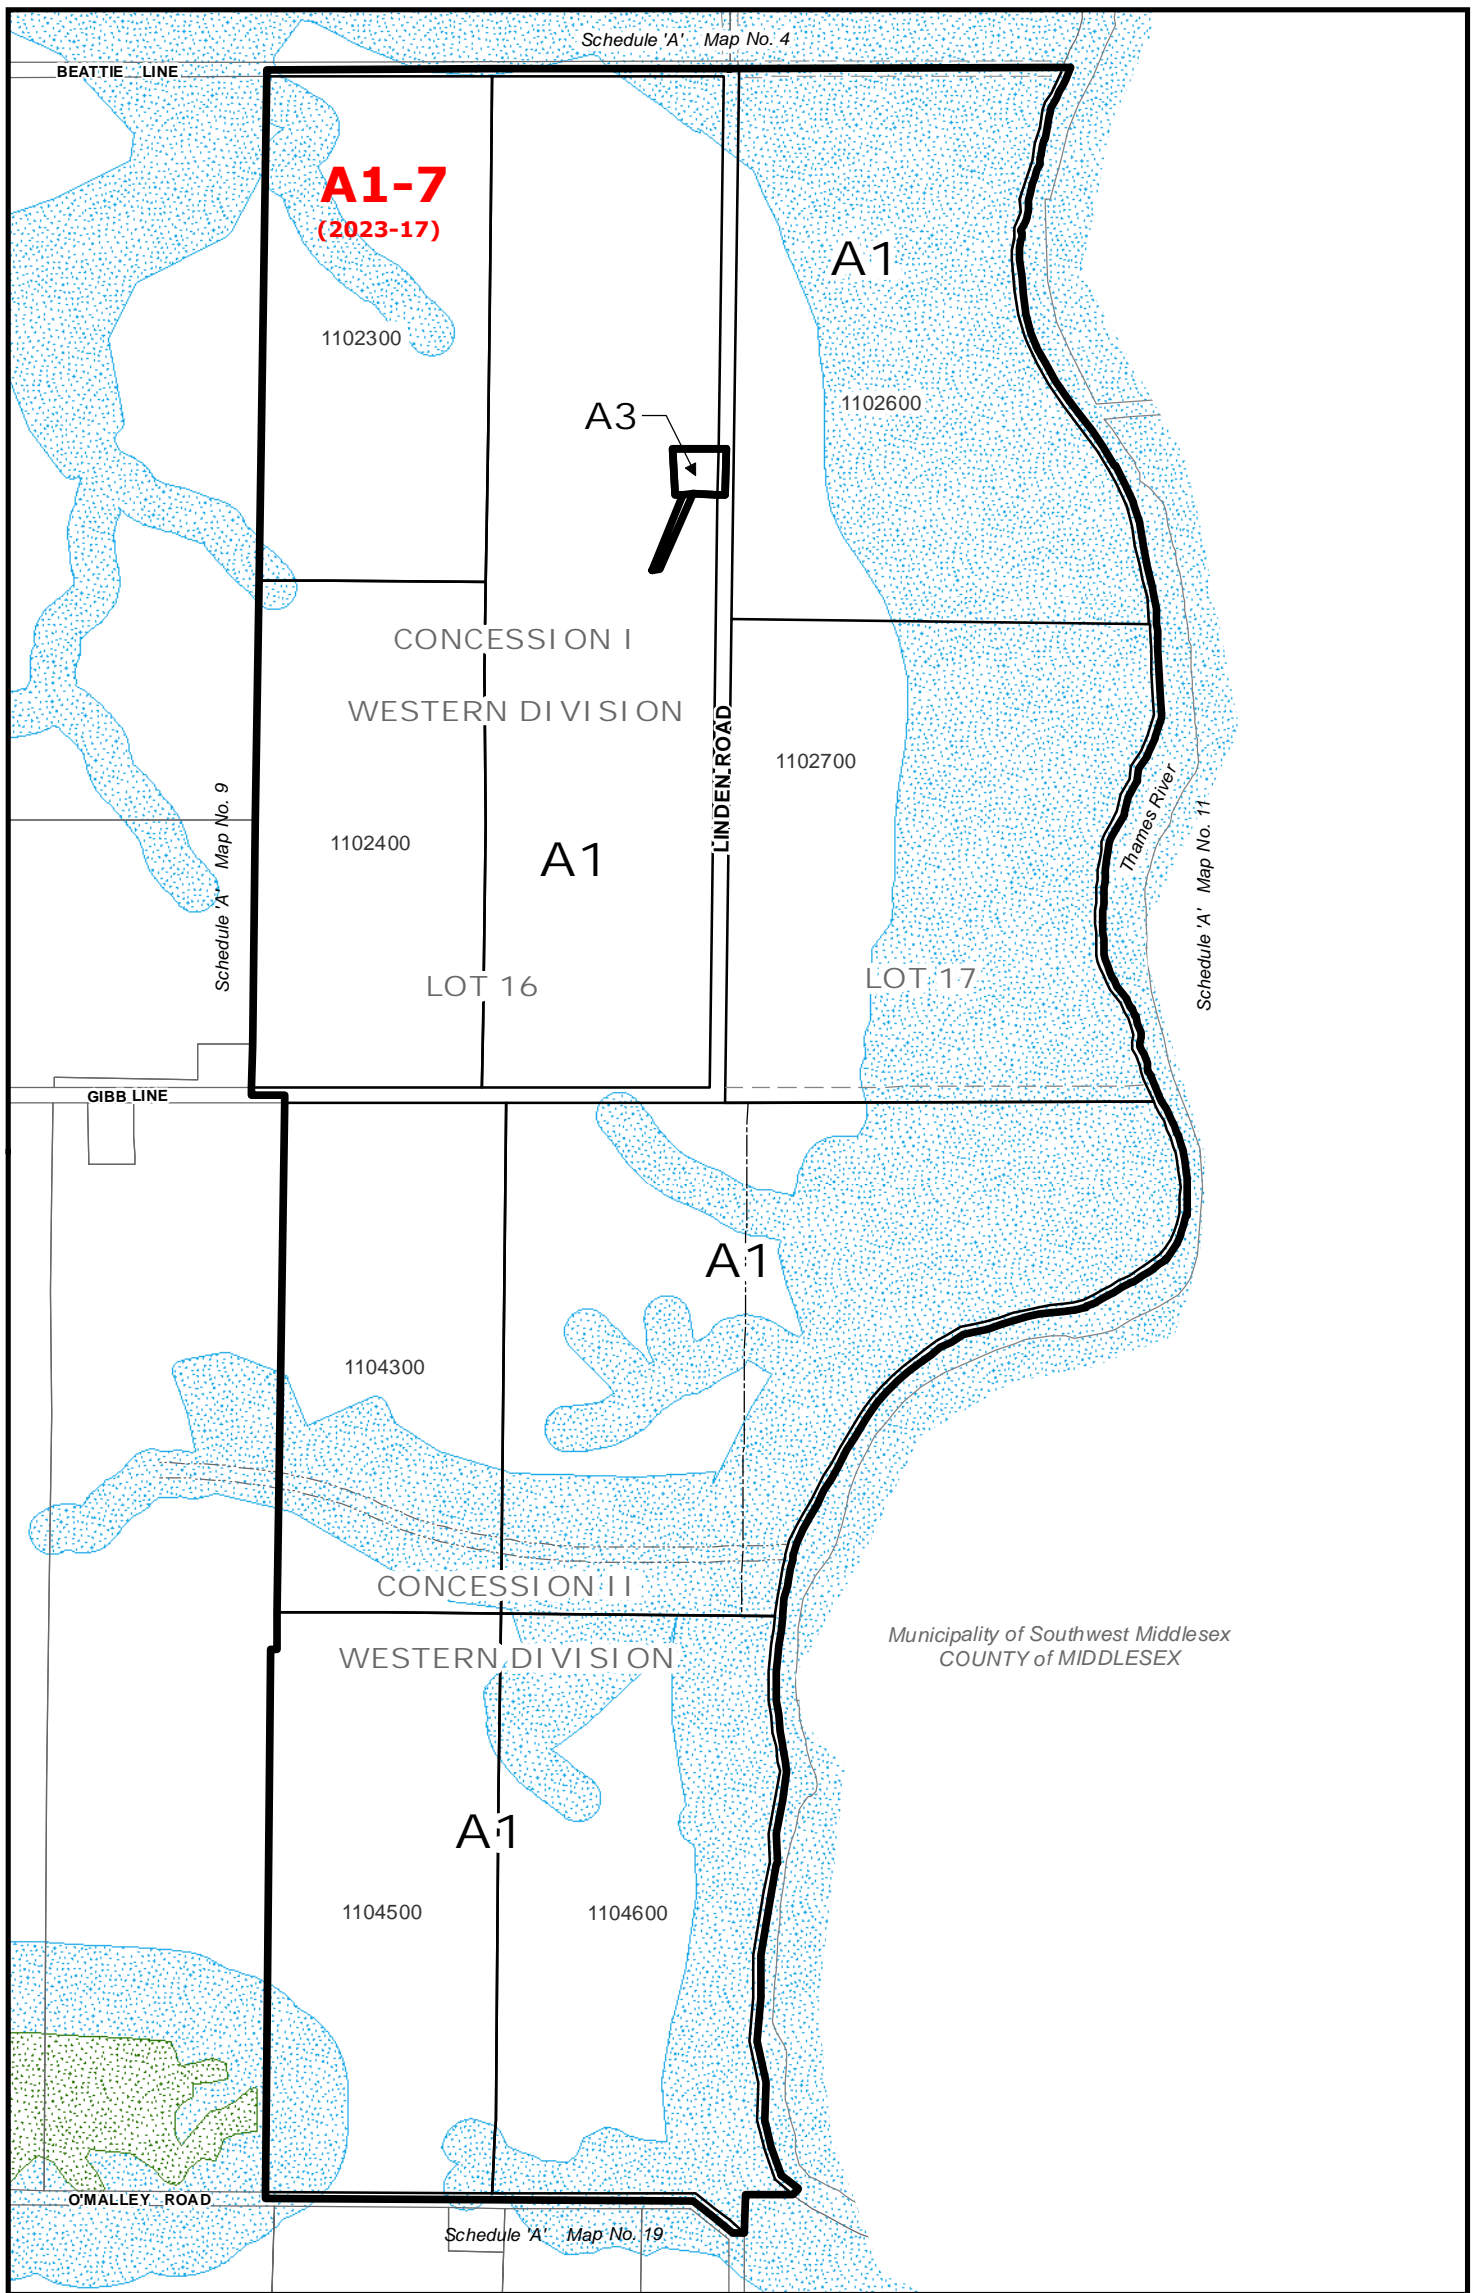 Schedule 'A' Map No. 4
BEATTIE LINE
A1-7
(2023-17)
A1
1102300
1102600
A3
CONCESSION I
WESTERN DIVISION
LINDEN ROAD
1102700
Thames River
Schedule 'A' Map No. 9
Schedule 'A' Map No. 11
1102400
A1
LOT 16
LOT 17
GIBB LINE
A1
1104300
CONCESSION II
WESTERN DIVISION
Municipality of Southwest Middlesex
COUNTY of MIDDLESEX
A1
1104500
1104600
O'MALLEY ROAD
Schedule 'A' Map No. 19